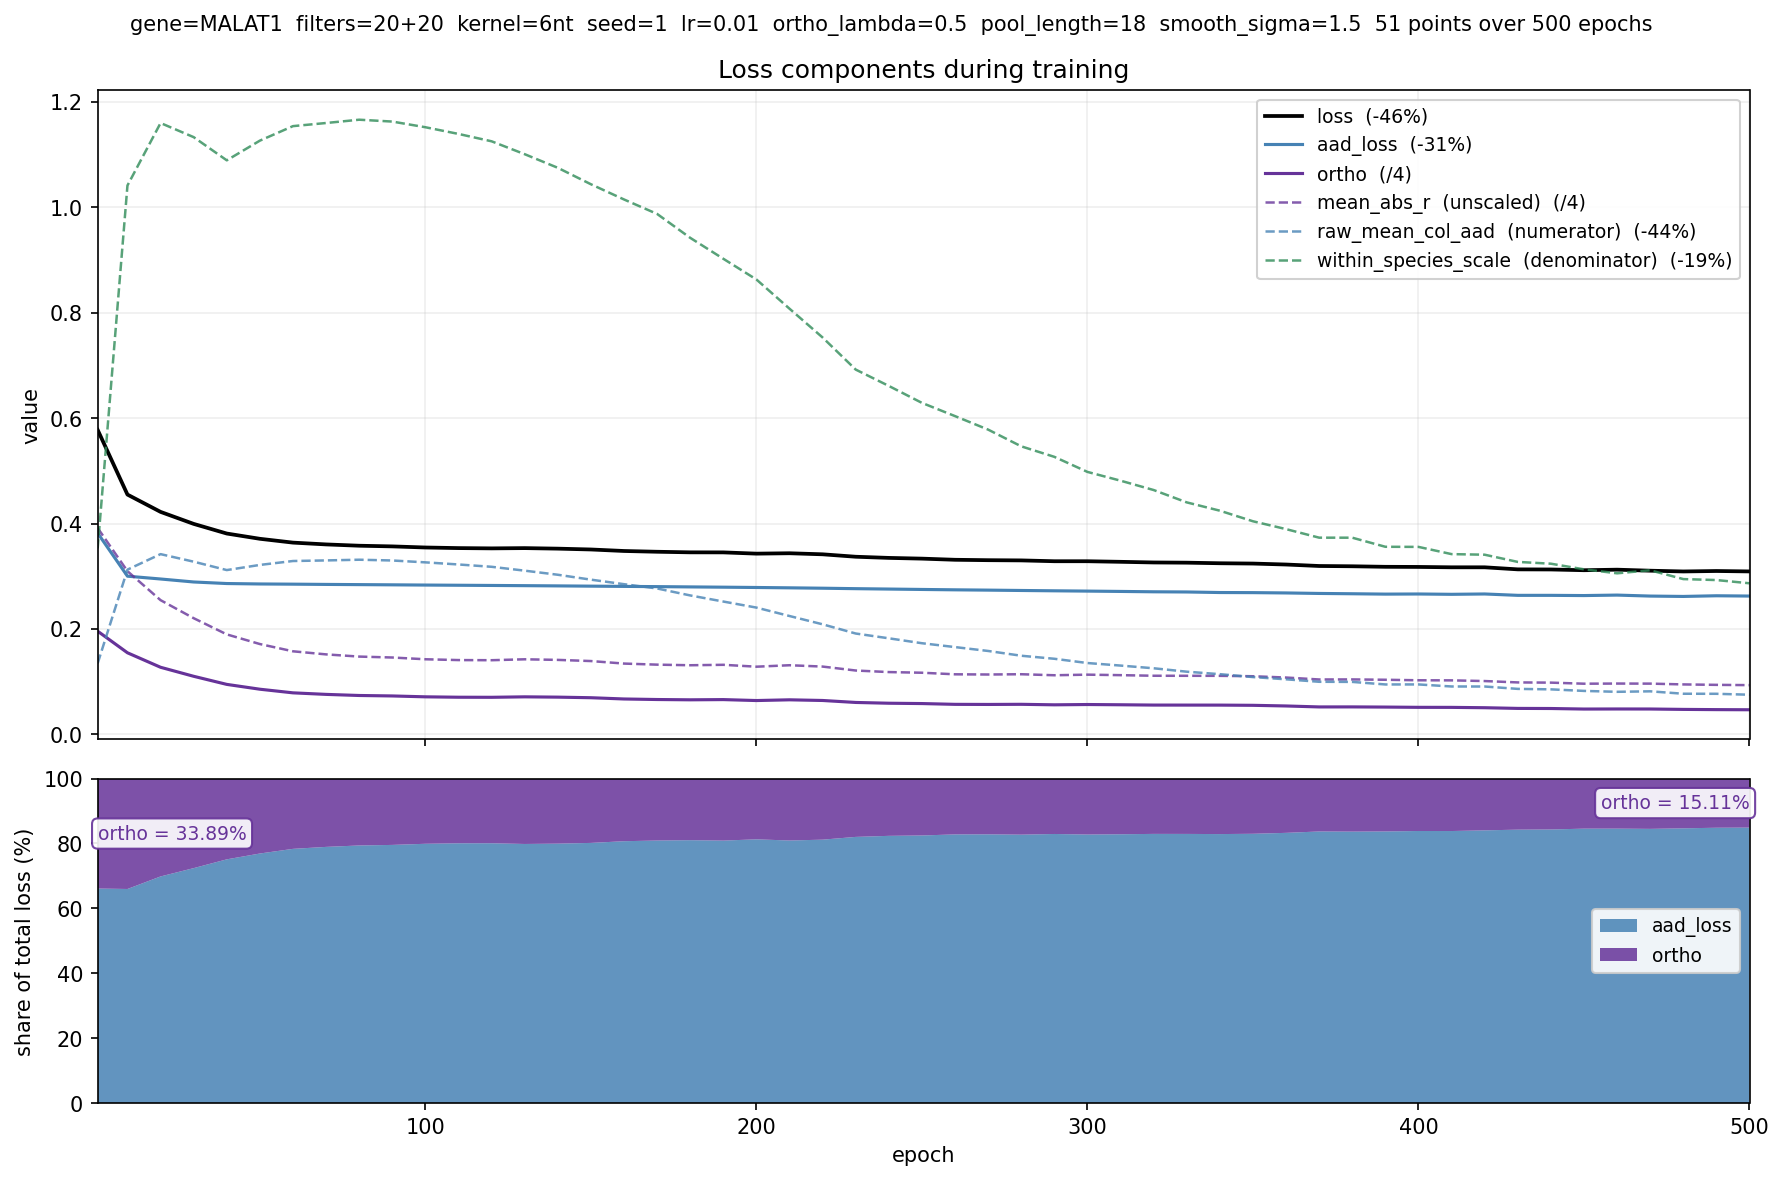 gene=MALAT1  filters=20+20  kernel=6nt  seed=1  lr=0.01  ortho_lambda=0.5  pool_length=18  smooth_sigma=1.5  51 points over 500 epochs
Loss components during training
value
1.2
1.0
0.8
0.6
0.4
0.2
0.0
loss  (-46%)
aad_loss  (-31%)
ortho  (/4)
mean_abs_r  (unscaled)  (/4)
raw_mean_col_aad  (numerator)  (-44%)
within_species_scale  (denominator)  (-19%)
share of total loss (%)
100
80
60
40
20
0
ortho = 33.89%
ortho = 15.11%
aad_loss
ortho
100
200
300
400
500
epoch